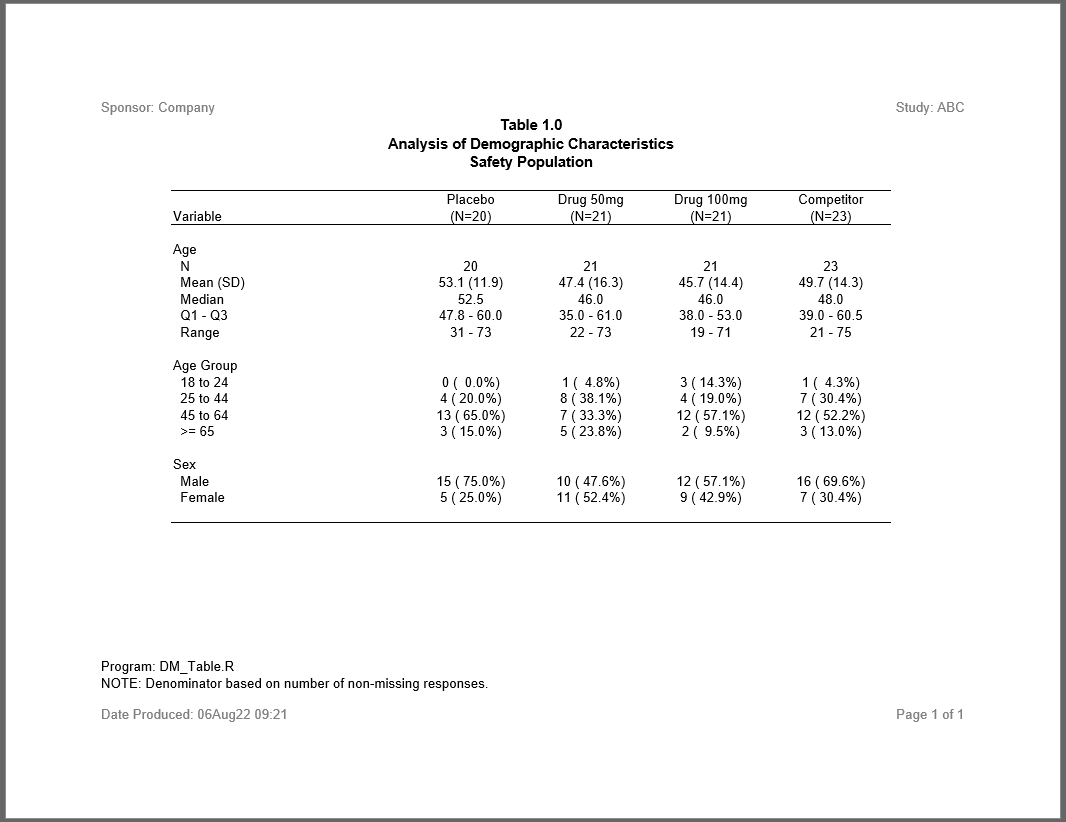 Sponsor: Company Study: ABC
Table 1.0
Analysis of Demographic Characteristics
Safety Population
Placebo Drug 50mg Drug 100mg Competitor
Variable (N=20) (N=21) (N=21) (N=23)
Age
N 20 21 21 23
Mean (SD) 53.1 (11.9) 47.4 (16.3) 45.7 (14.4) 49.7 (14.3)
Median 52.5 46.0 46.0 48.0
Q1 - Q3 47.8 - 60.0 35.0 - 61.0 38.0 - 53.0 39.0 - 60.5
Range 31 - 73 22 - 73 19 - 71 21 - 75
Age Group
18 to 24 0 ( 0.0%) 1 ( 4.8%) 3 ( 14.3%) 1 ( 4.3%)
25 to 44 4 ( 20.0%) 8 ( 38.1%) 4 ( 19.0%) 7 ( 30.4%)
45 to 64 13 ( 65.0%) 7 ( 33.3%) 12 ( 57.1%) 12 ( 52.2%)
>= 65 3 ( 15.0%) 5 ( 23.8%) 2 ( 9.5%) 3 ( 13.0%)
Sex
Male 15 ( 75.0%) 10 ( 47.6%) 12 ( 57.1%) 16 ( 69.6%)
Female 5 ( 25.0%) 11 ( 52.4%) 9 ( 42.9%) 7 ( 30.4%)
Program: DM_Table.R
NOTE: Denominator based on number of non-missing responses.
Date Produced: 06Aug22 09:21 Page 1 of 1